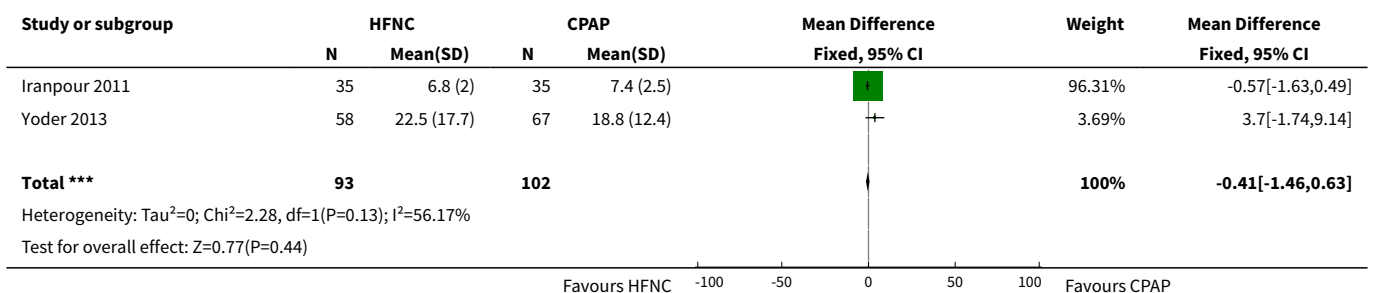 Study or subgroup HFNC CPAP Mean Difference Weight Mean Difference
N Mean(SD) N Mean(SD) Fixed, 95% CI Fixed, 95% CI
Iranpour 2011 35 6.8 (2) 35 7.4 (2.5) 96.31% -0.57[-1.63,0.49]
Yoder 2013 58 22.5 (17.7) 67 18.8 (12.4) 3.69% 3.7[-1.74,9.14]
Total *** 93 102 100% -0.41[-1.46,0.63]
Heterogeneity: Tau²=0; Chi²=2.28, df=1(P=0.13); I²=56.17%
Test for overall effect: Z=0.77(P=0.44)
Favours HFNC -100 -50 0 50 100 Favours CPAP